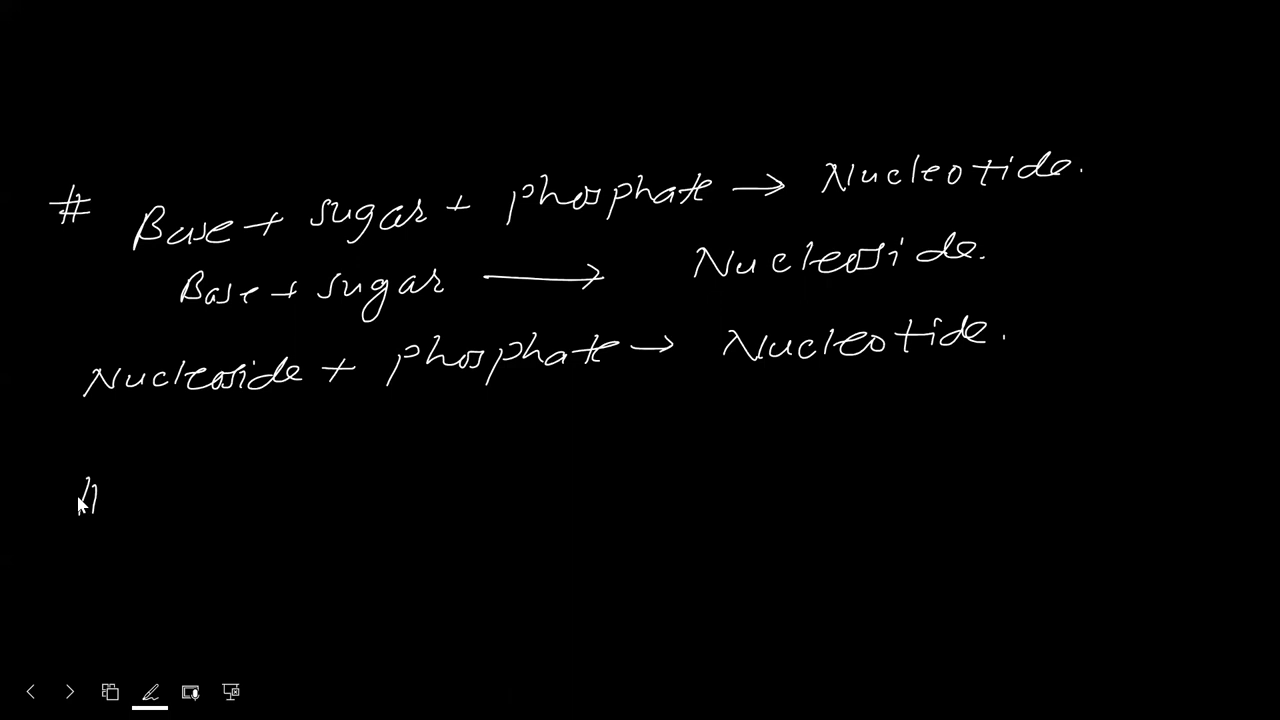 # Base + sugar + phosphate → Nucleotide.
Base + sugar → Nucleoside.
Nucleoside + phosphate → Nucleotide.